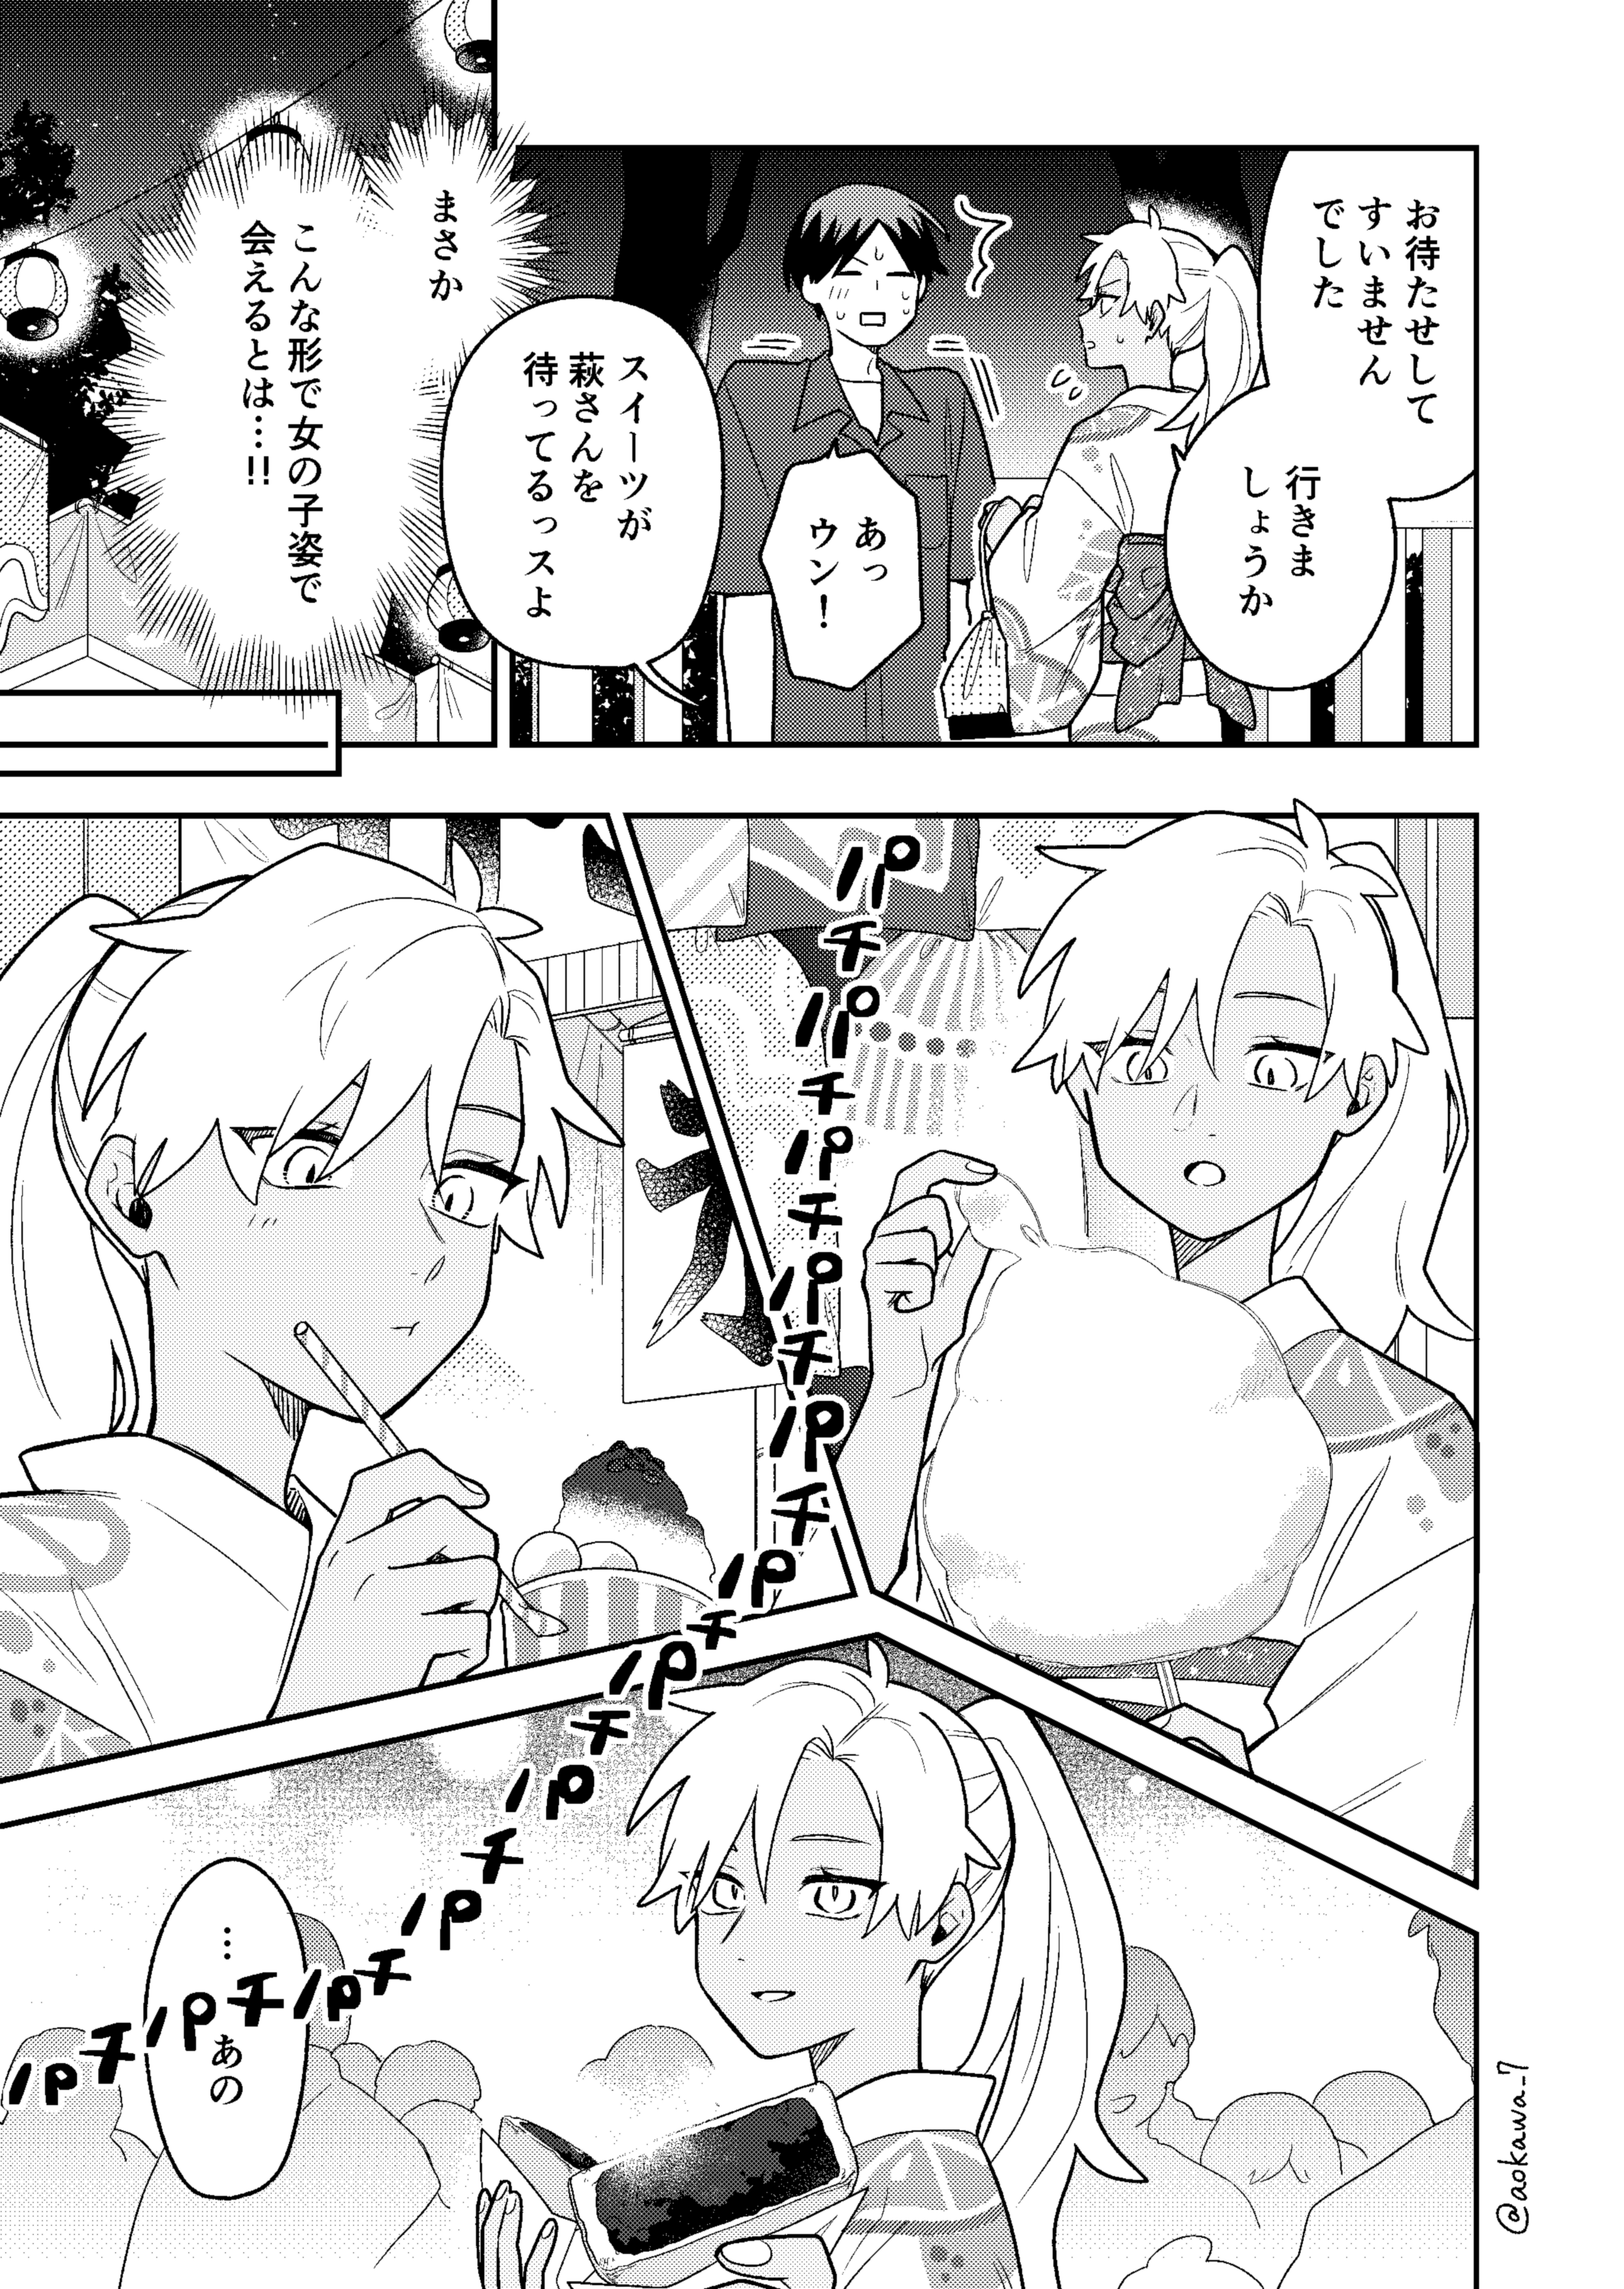 お待たせして
すいません
でした
行きま
しょうか
あっ
ウン!
スイーツが
萩さんを
待ってるっスよ
まさか
こんな形で女の子姿で
会えるとは…!!
パチパチパチパチパチパチパチパチパチパチパチパチパ
…あの
@aokawa_7